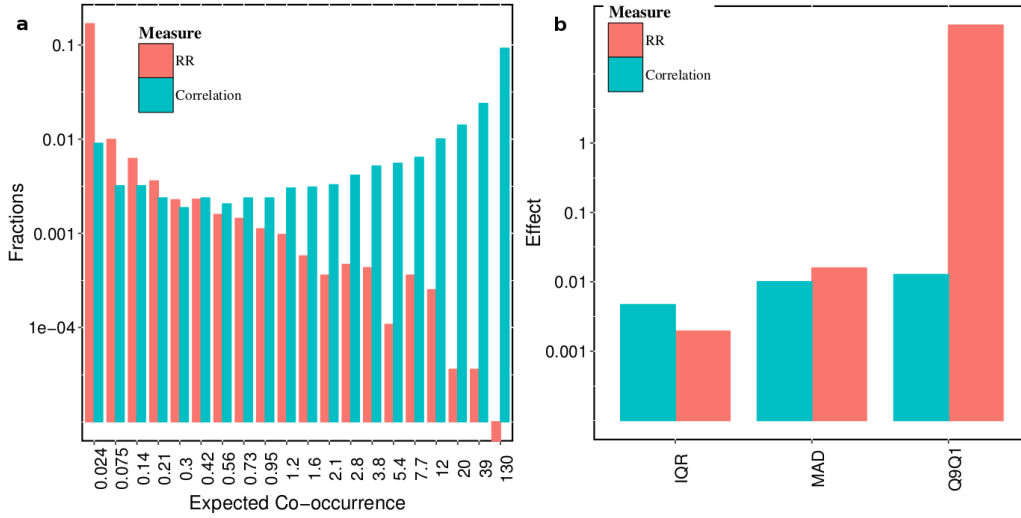 a
Measure
RR
Correlation
0.1
0.01
0.001
1e−04
Fractions
0.024
0.075
0.14
0.21
0.3
0.42
0.56
0.73
0.95
1.2
1.6
2.1
2.8
3.8
5.4
7.7
12
20
39
130
Expected Co−occurrence
b
Measure
RR
Correlation
1
0.1
0.01
0.001
Effect
IQR
MAD
Q9Q1